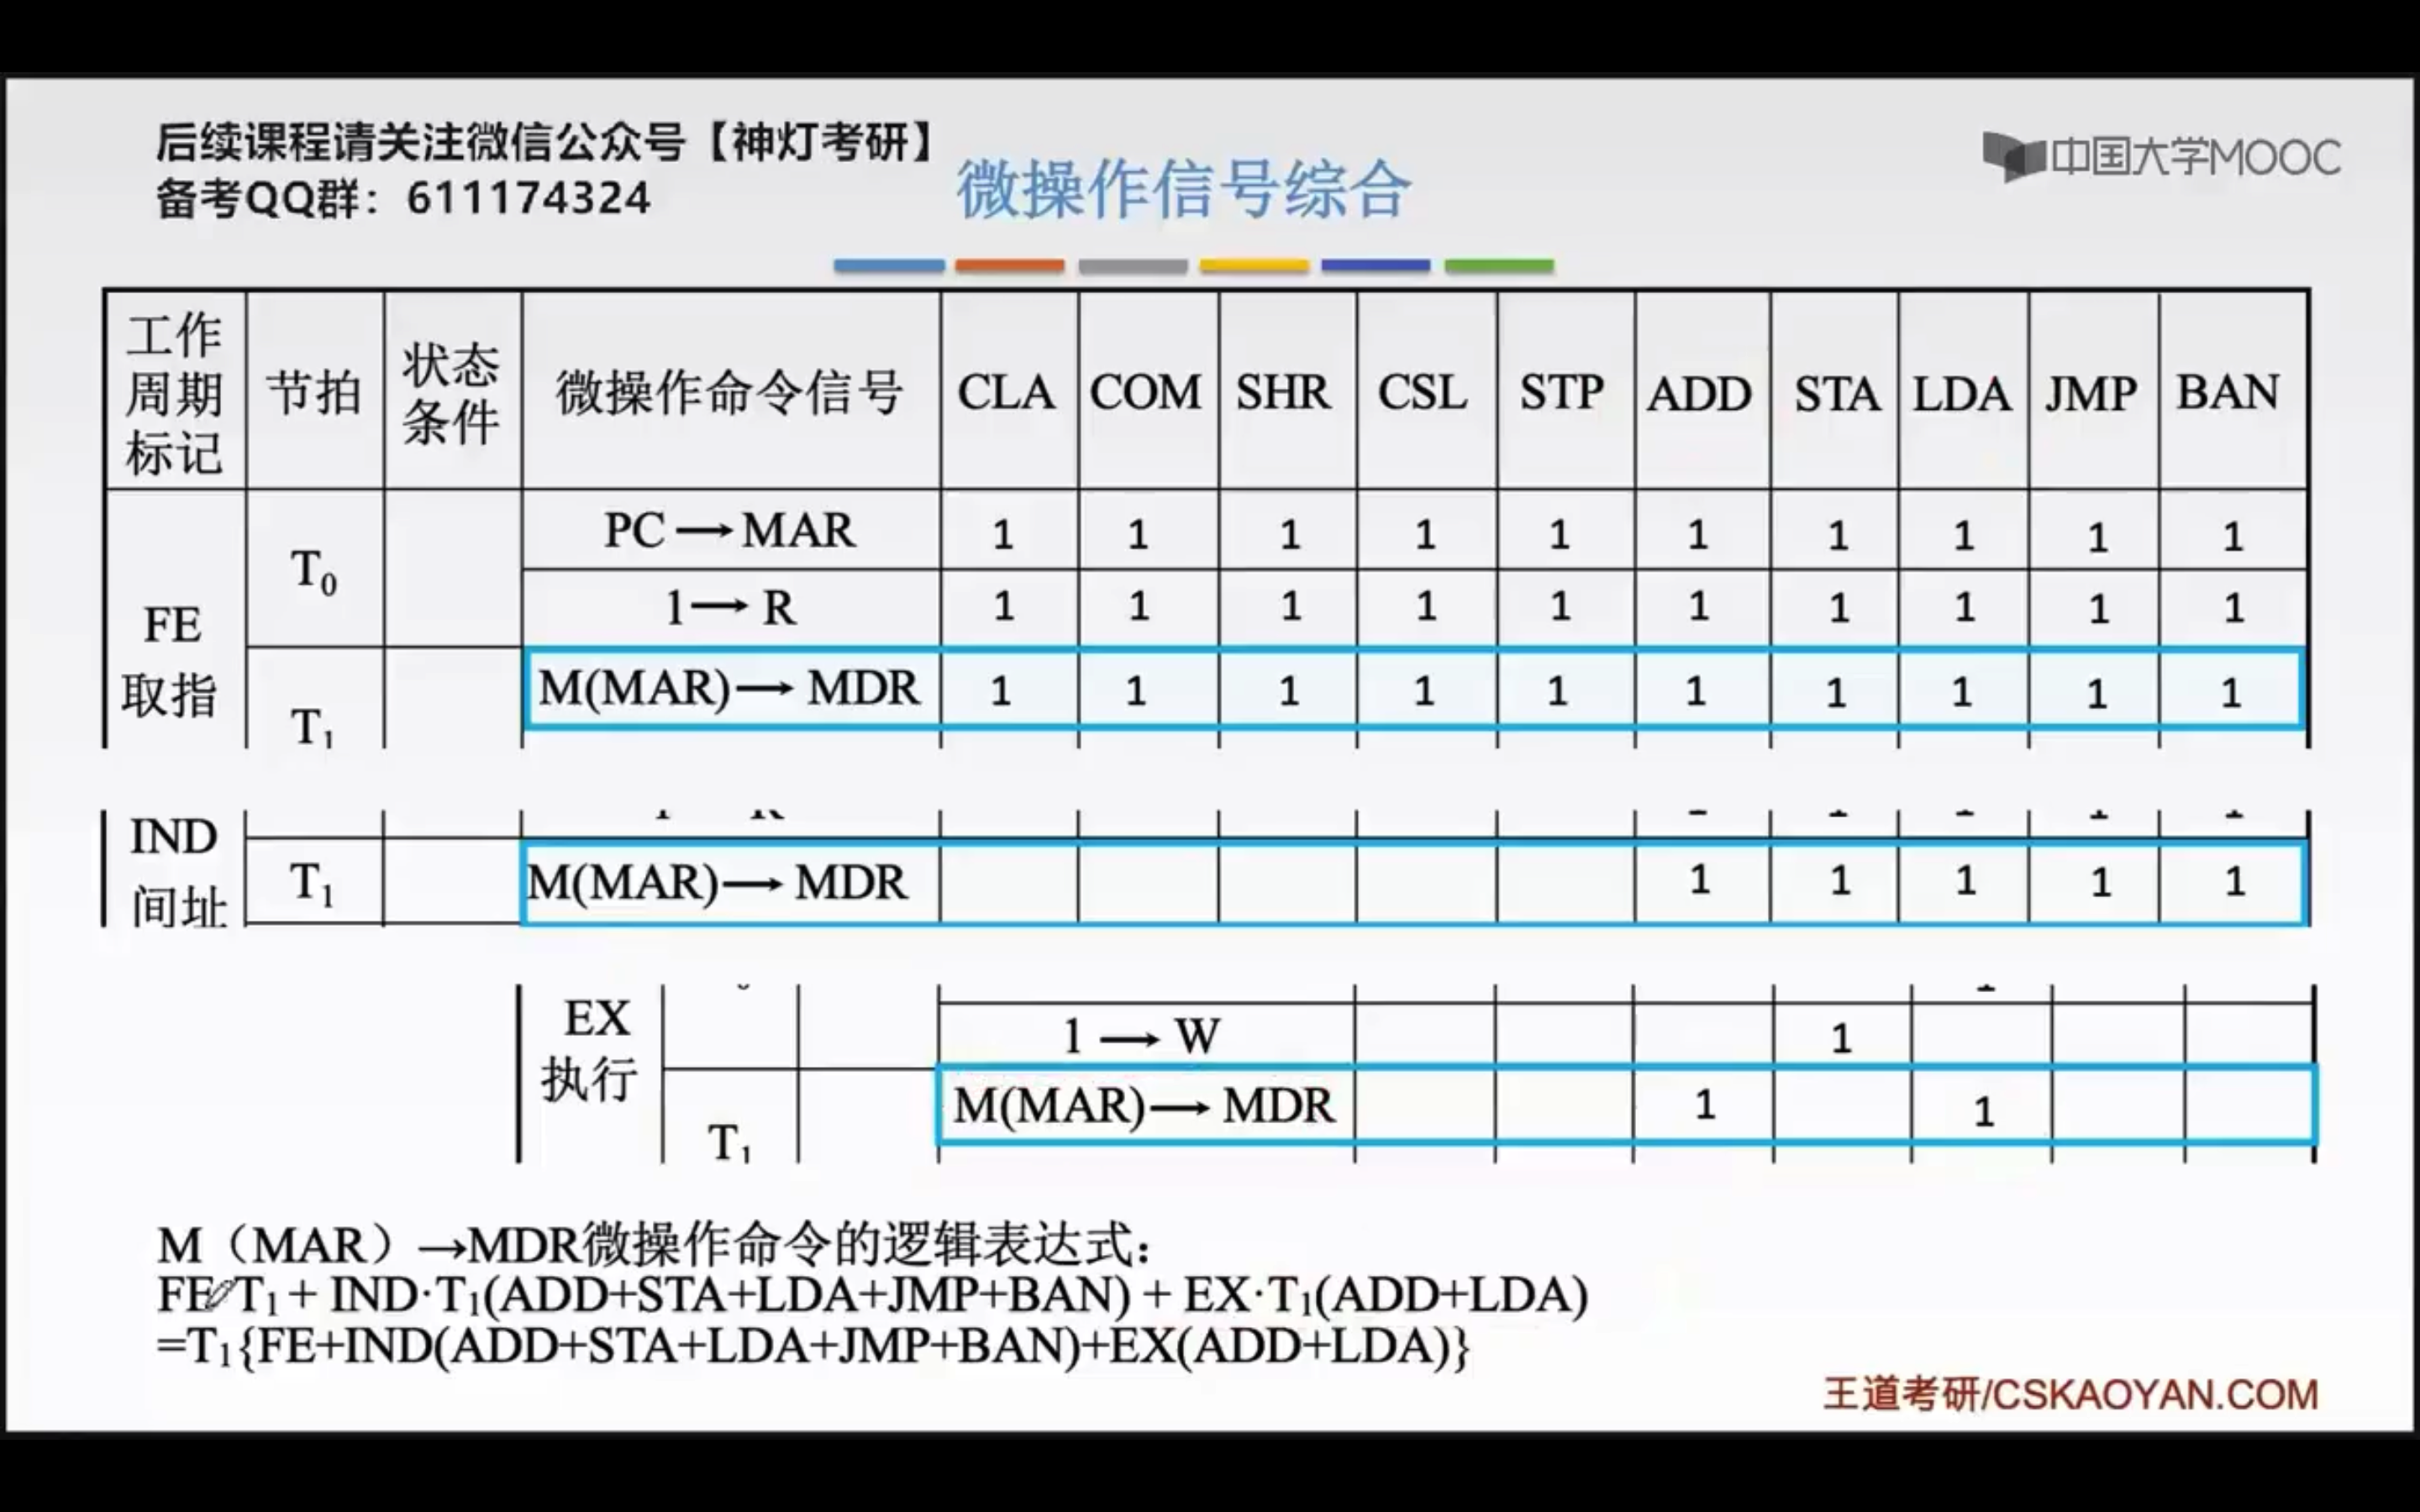 后续课程请关注微信公众号【神灯考研】
备考QQ群：611174324
微操作信号综合
中国大学MOOC
工作周期标记 节拍 状态条件 微操作命令信号 CLA COM SHR CSL STP ADD STA LDA JMP BAN
FE 取指 T0 PC→MAR 1 1 1 1 1 1 1 1 1 1
1→R 1 1 1 1 1 1 1 1 1 1
T1 M(MAR)→MDR 1 1 1 1 1 1 1 1 1 1
IND 间址 T1 M(MAR)→MDR 1 1 1 1 1
EX 执行 1→W 1
T1 M(MAR)→MDR 1 1
M（MAR）→MDR微操作命令的逻辑表达式：
FE·T1+ IND·T1(ADD+STA+LDA+JMP+BAN) + EX·T1(ADD+LDA)
=T1{FE+IND(ADD+STA+LDA+JMP+BAN)+EX(ADD+LDA)}
王道考研/CSKAOYAN.COM